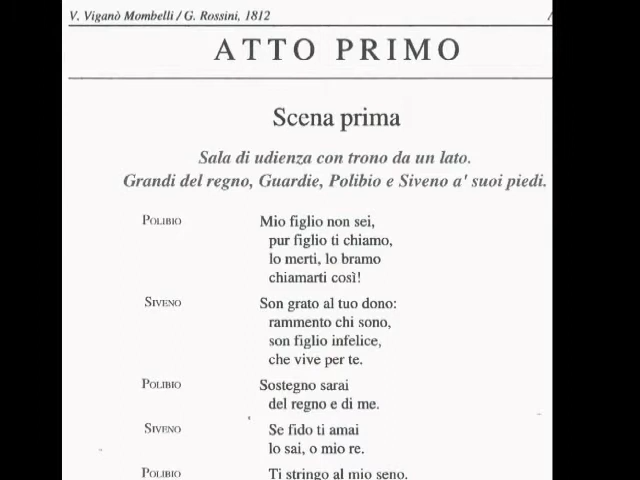 V. Viganò Mombelli / G. Rossini, 1812
ATTO PRIMO
Scena prima
Sala di udienza con trono da un lato.
Grandi del regno, Guardie, Polibio e Siveno a' suoi piedi.
POLIBIO Mio figlio non sei,
pur figlio ti chiamo,
lo merti, lo bramo
chiamarti così!
SIVENO Son grato al tuo dono:
rammento chi sono,
son figlio infelice,
che vive per te.
POLIBIO Sostegno sarai
del regno e di me.
SIVENO Se fido ti amai
lo sai, o mio re.
POLIBIO Ti stringo al mio seno.